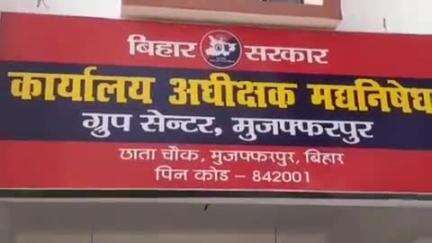 बिहार सरकार
कार्यालय अधीक्षक मद्यनिषेध
ग्रुप सेन्टर, मुजफ्फरपुर
छाता चौक, मुजफ्फरपुर, बिहार
पिन कोड - 842001